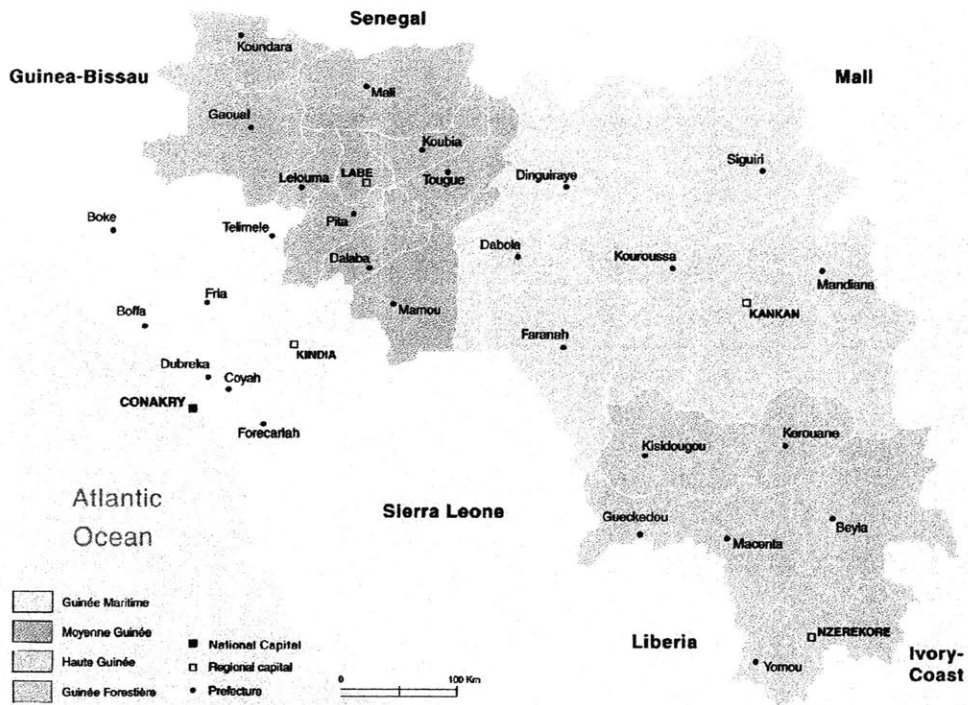 Senegal
Koundara
Guinea-Bissau
Mali
Mali
Gaoual
Koubia
Siguiri
LABE
Lelouma
Tougue
Dinguiraye
Pita
Boke
Telimele
Dabola
Kouroussa
Dalaba
Mandiana
Fria
Mamou
Boffa
KANKAN
Faranah
KINDIA
Dubreka
Coyah
CONAKRY
Forecariah
Kisidougou
Kerouane
Atlantic
Ocean
Sierra Leone
Gueckedou
Beyla
Macenta
Guinée Maritime
Moyenne Guinée
Haute Guinée
Guinée Forestière
National Capital
Regional capital
Prefecture
0 100 Km
Liberia
NZEREKORE
Yomou
Ivory-
Coast